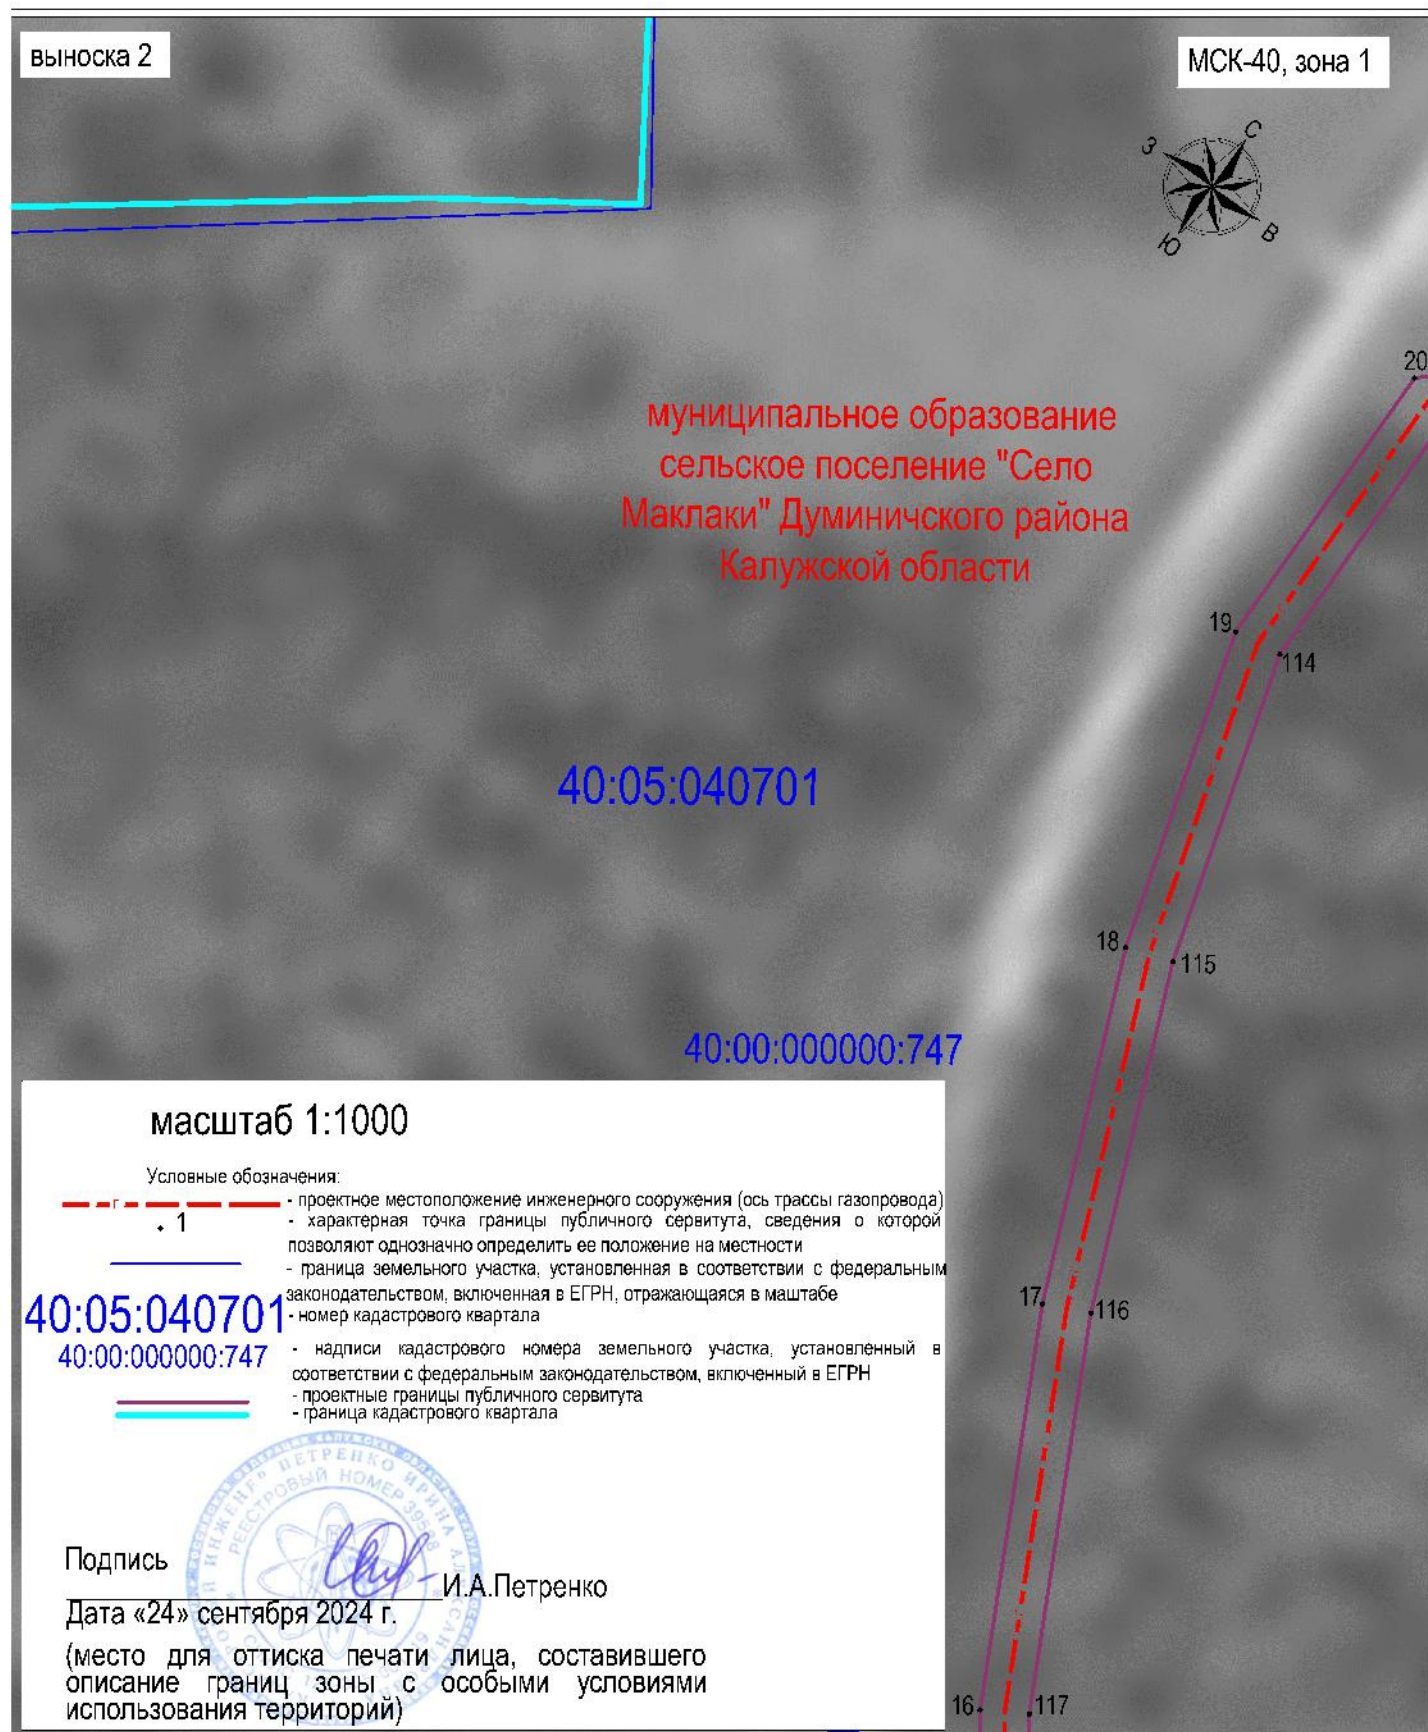 выноска 2
МСК-40, зона 1
С
З
В
Ю
20
муниципальное образование
сельское поселение "Село
Маклаки" Думиничского района
Калужской области
19
114
40:05:040701
18
115
40:00:000000:747
масштаб 1:1000
Условные обозначения:
г
- проектное местоположение инженерного сооружения (ось трассы газопровода)
1
- характерная точка границы публичного сервитута, сведения о которой
позволяют однозначно определить ее положение на местности
- граница земельного участка, установленная в соответствии с федеральным
законодательством, включенная в ЕГРН, отражающаяся в масштабе
40:05:040701
- номер кадастрового квартала
40:00:000000:747
- надписи кадастрового номера земельного участка, установленный в
соответствии с федеральным законодательством, включенный в ЕГРН
- проектные границы публичного сервитута
- граница кадастрового квартала
17
116
ПЕТРЕНКО ИРИНА
РЕЕСТРОВЫЙ НОМЕР
Подпись
И.А.Петренко
Дата «24» сентября 2024 г.
(место для оттиска печати лица, составившего
описание границ зоны с особыми условиями
использования территорий)
16
117